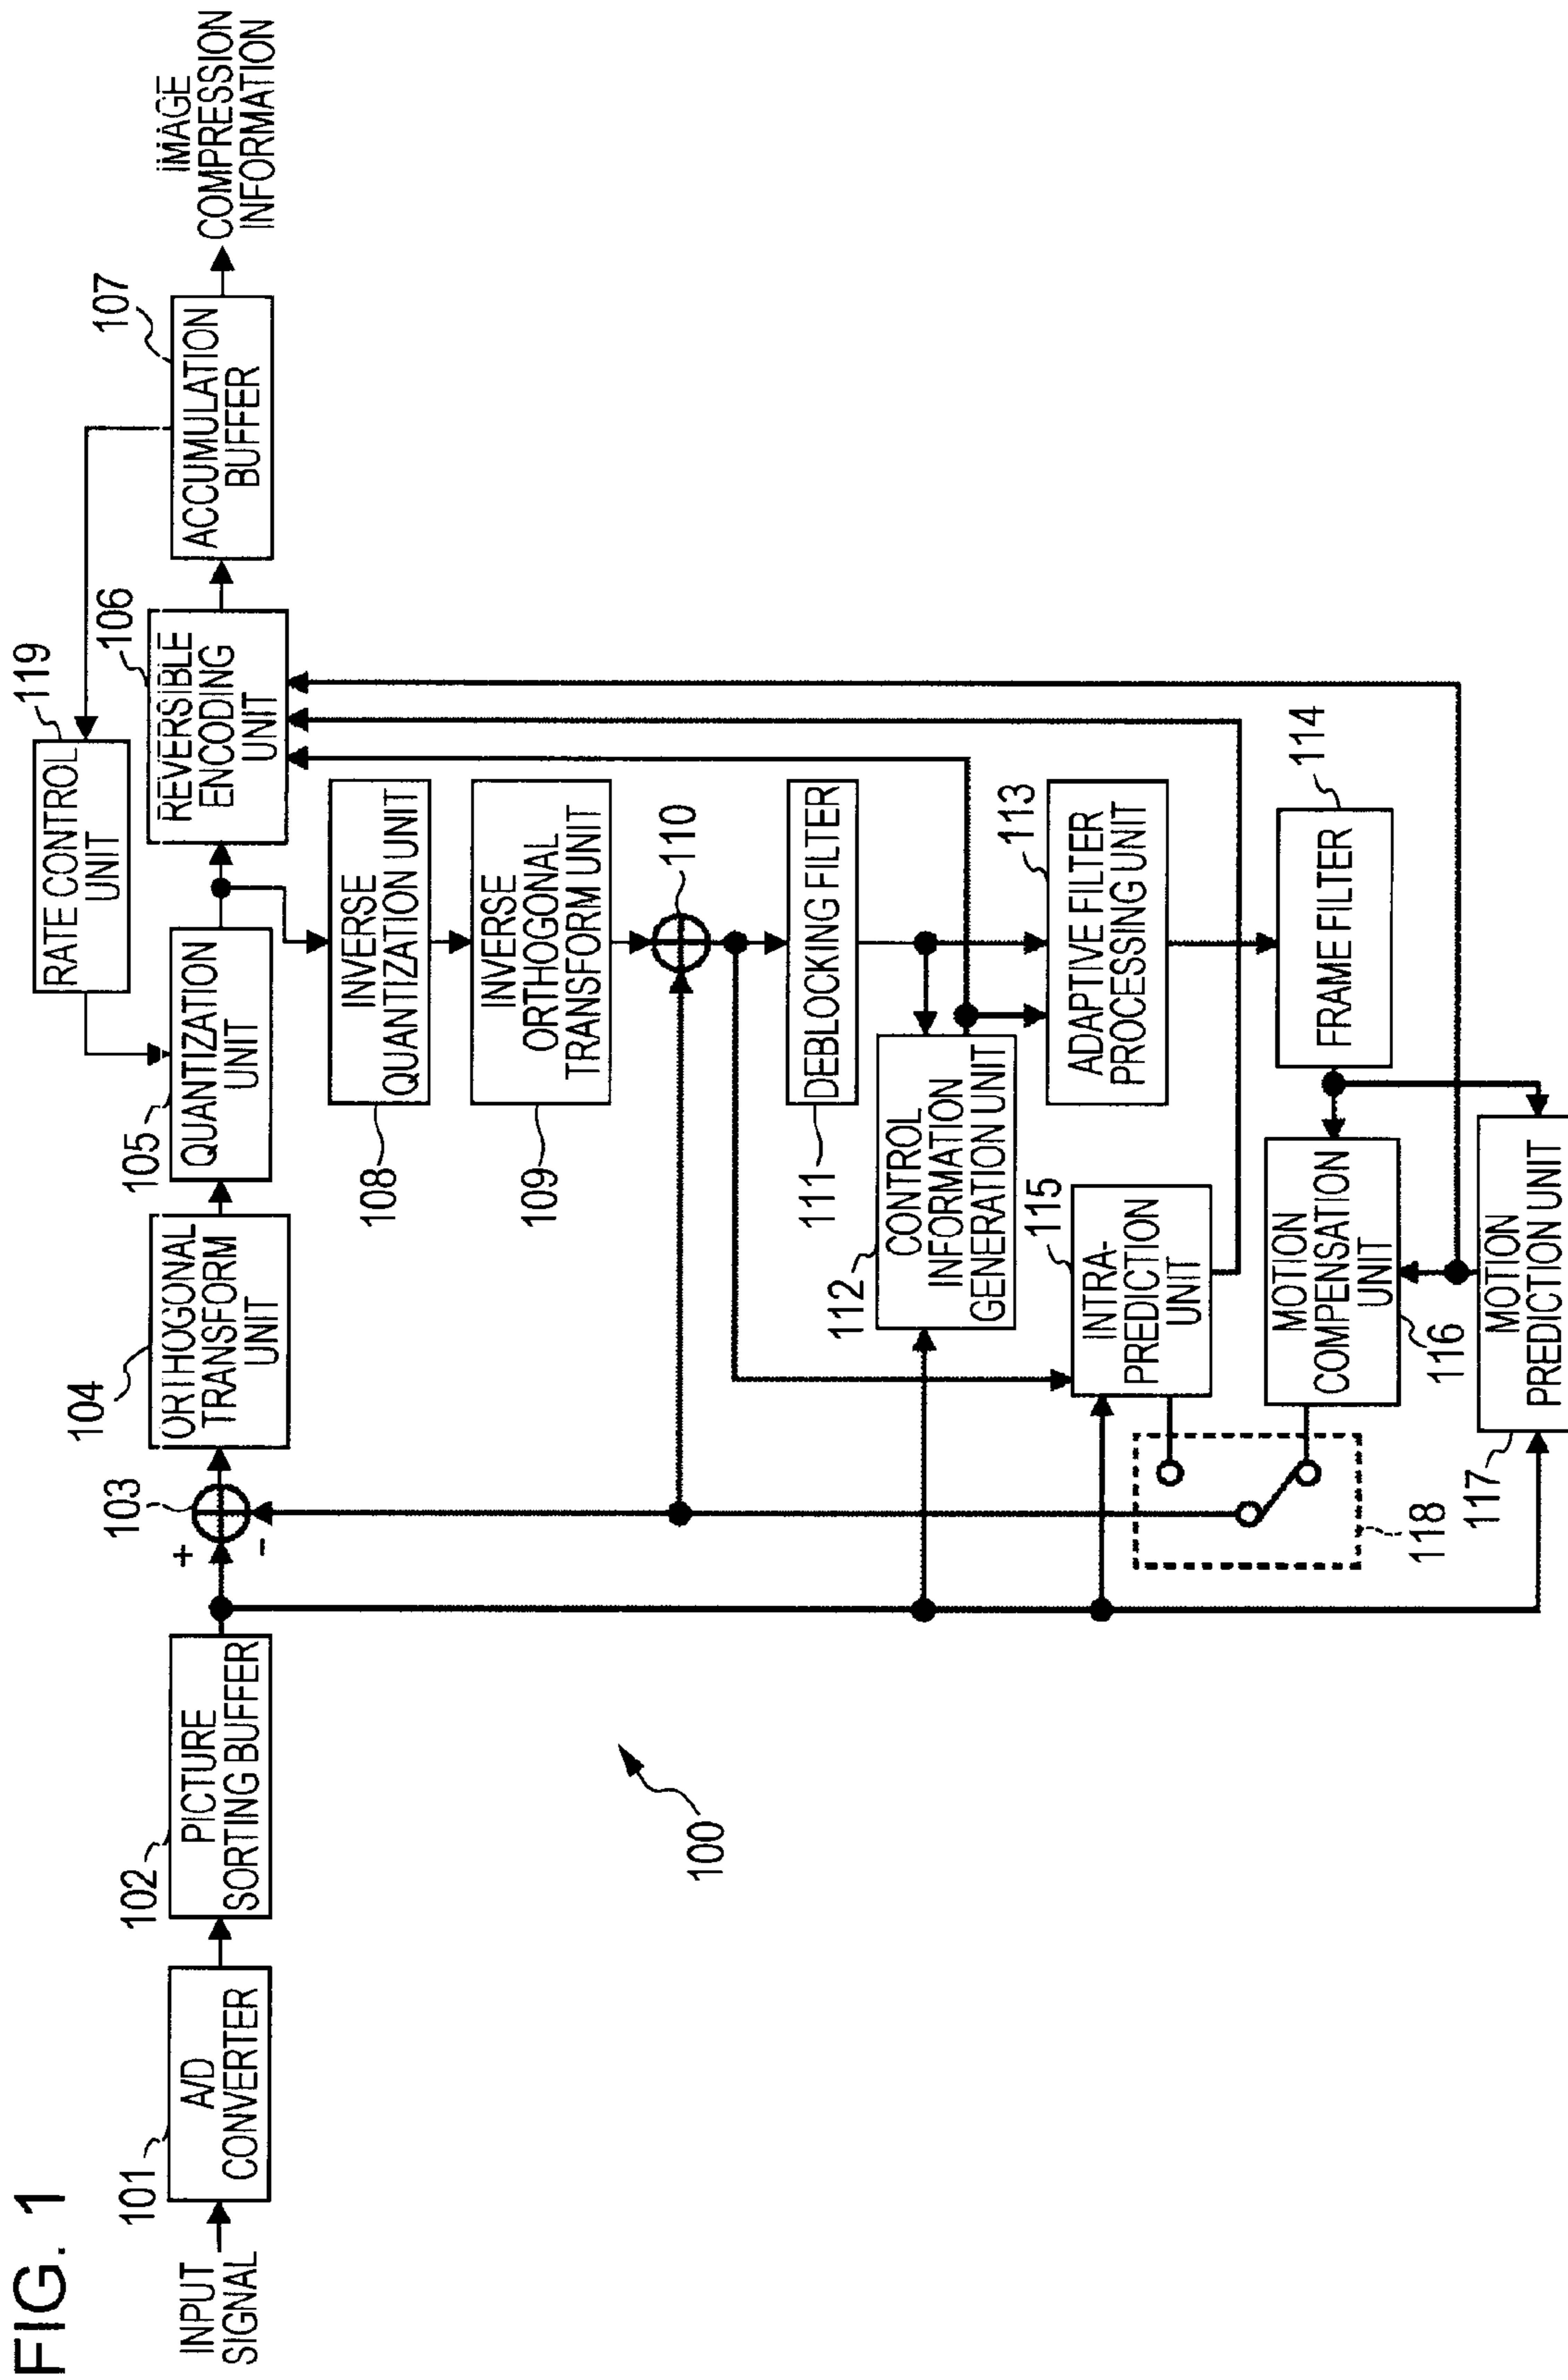 FIG. 1
INPUT
SIGNAL
101
A/D
CONVERTER
102
PICTURE
SORTING BUFFER
103
+
-
104
ORTHOGONAL
TRANSFORM
UNIT
105
QUANTIZATION
UNIT
119
RATE CONTROL
UNIT
106
REVERSIBLE
ENCODING
UNIT
107
ACCUMULATION
BUFFER
IMAGE
COMPRESSION
INFORMATION
INVERSE
QUANTIZATION UNIT
108
INVERSE
ORTHOGONAL
TRANSFORM UNIT
109
110
DEBLOCKING FILTER
111
112
CONTROL
INFORMATION
GENERATION UNIT
113
ADAPTIVE FILTER
PROCESSING UNIT
114
FRAME FILTER
115
INTRA-
PREDICTION
UNIT
MOTION
COMPENSATION
UNIT
116
MOTION
PREDICTION UNIT
117
118
100